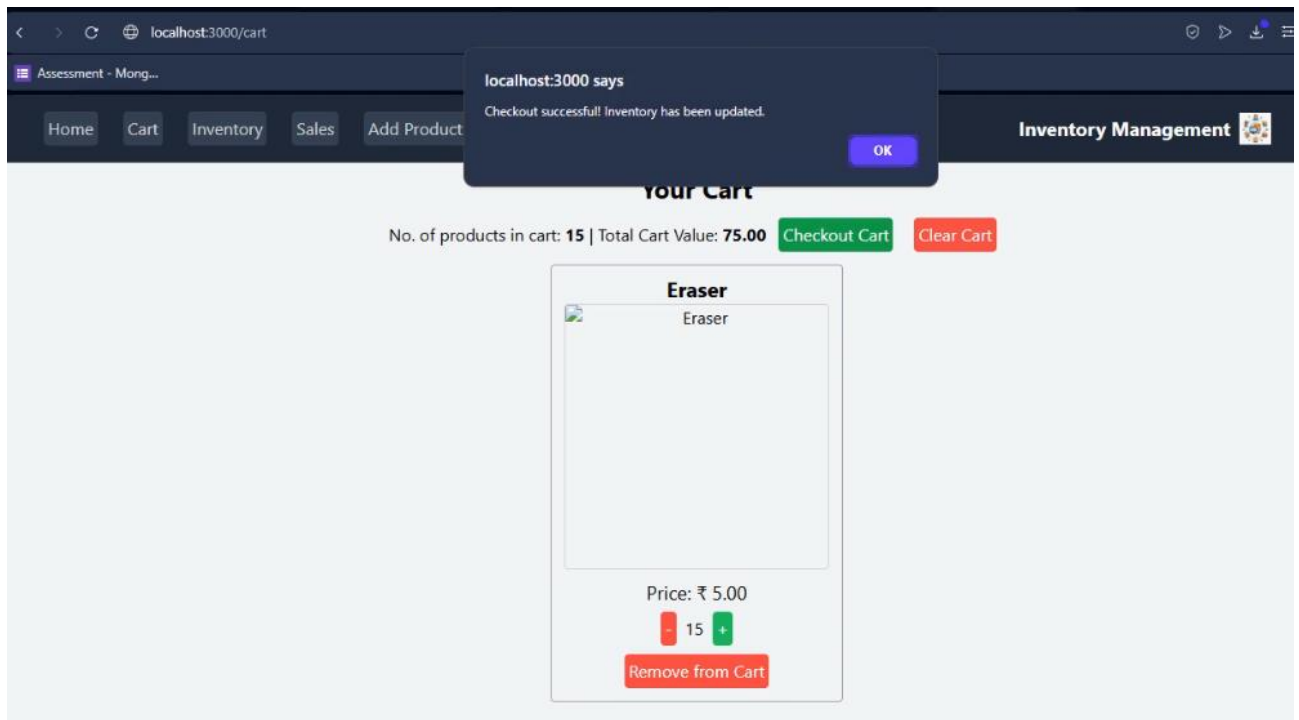 localhost:3000/cart
Assessment - Mong...
localhost:3000 says
Checkout successful! Inventory has been updated.
OK
Home Cart Inventory Sales Add Product
Inventory Management
Your Cart
No. of products in cart: 15 | Total Cart Value: 75.00 Checkout Cart Clear Cart
Eraser
Eraser
Price: ₹ 5.00
- 15 +
Remove from Cart